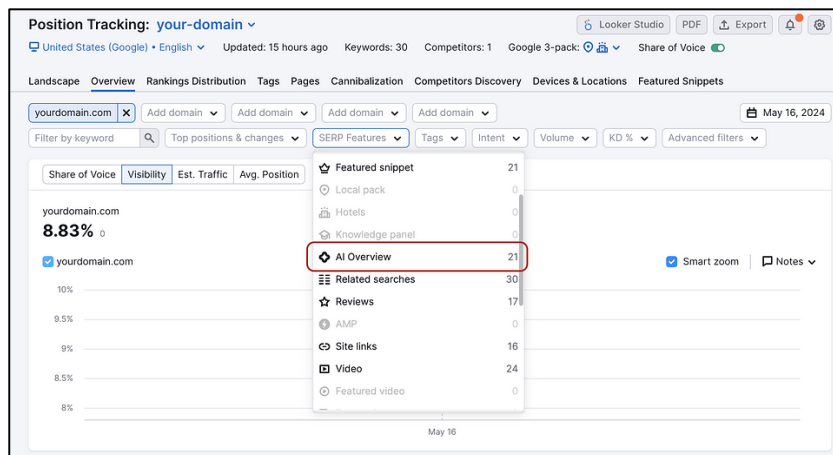 Position Tracking: your-domain
Looker Studio PDF Export
United States (Google) • English Updated: 15 hours ago Keywords: 30 Competitors: 1 Google 3-pack: Share of Voice
Landscape Overview Rankings Distribution Tags Pages Cannibalization Competitors Discovery Devices & Locations Featured Snippets
yourdomain.com Add domain Add domain Add domain Add domain May 16, 2024
Filter by keyword Top positions & changes SERP Features Tags Intent Volume KD % Advanced filters
Share of Voice Visibility Est. Traffic Avg. Position
yourdomain.com
8.83% 0
yourdomain.com
Smart zoom Notes
10%
9.5%
9%
8.5%
8%
May 16
Featured snippet 21
Local pack 0
Hotels 0
Knowledge panel 0
AI Overview 21
Related searches 30
Reviews 17
AMP 0
Site links 16
Video 24
Featured video 0